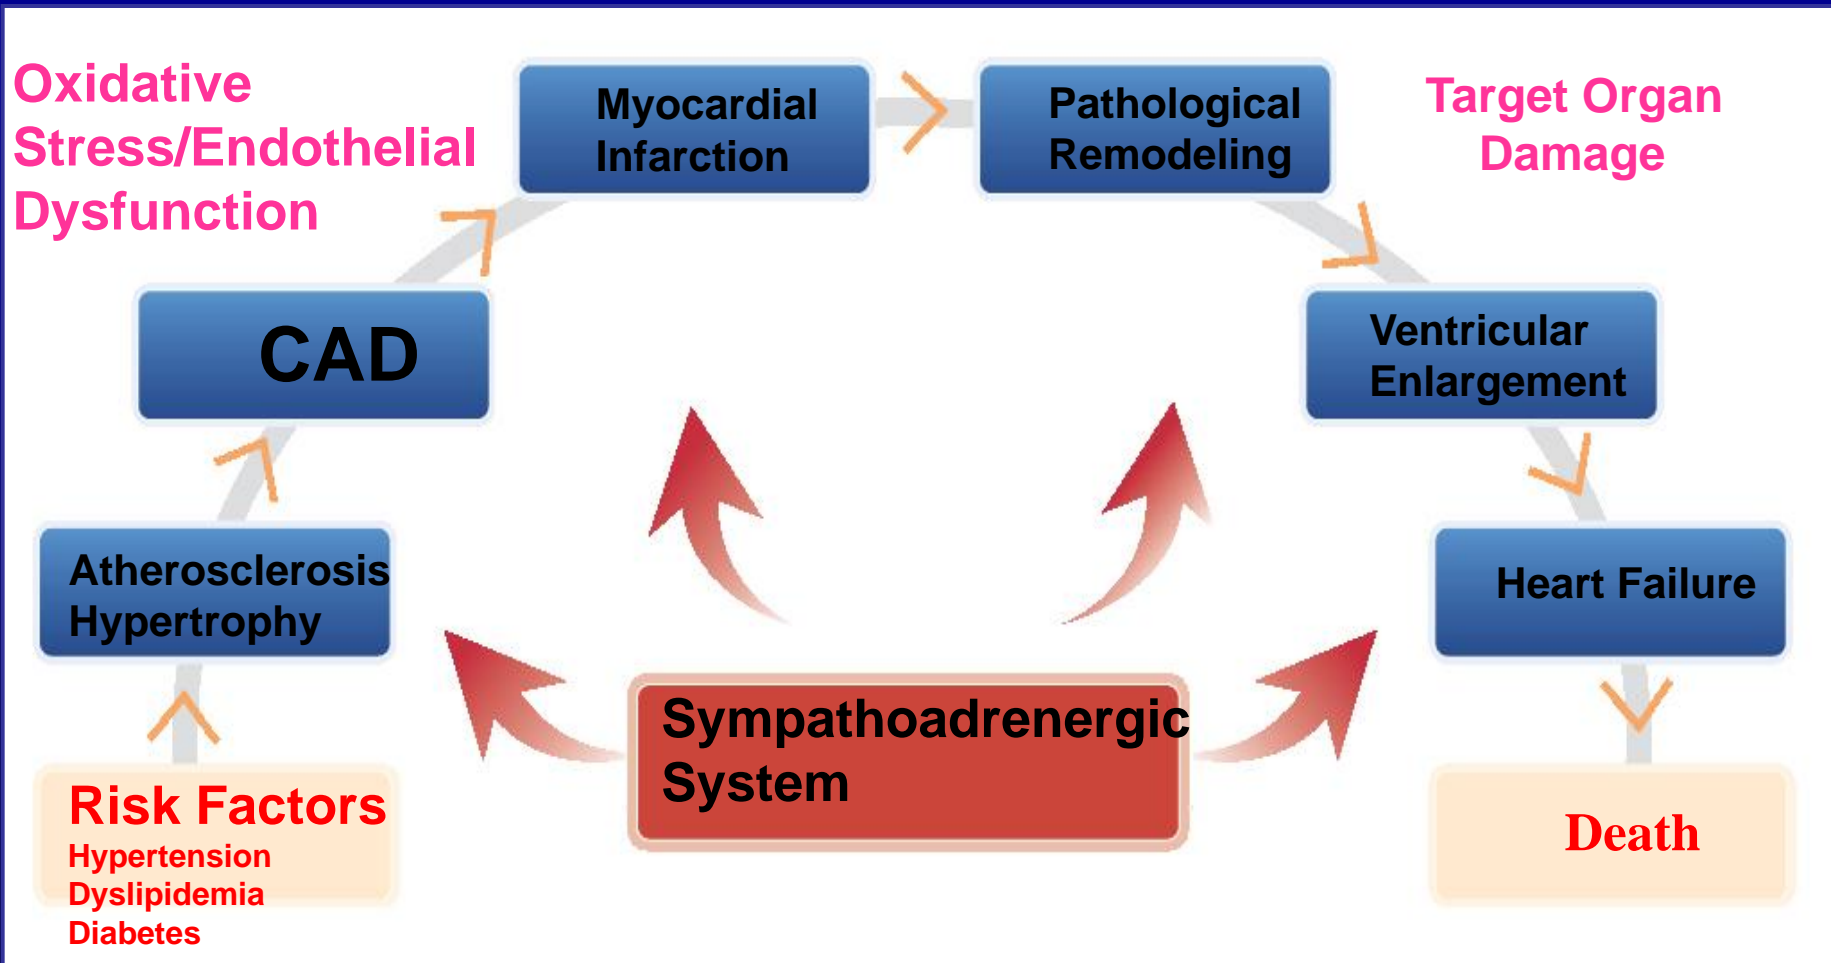 Oxidative
Stress/Endothelial
Dysfunction
Myocardial
Infarction
Pathological
Remodeling
Target Organ
Damage
CAD
Ventricular
Enlargement
Atherosclerosis
Hypertrophy
Heart Failure
Sympathoadrenergic
System
Risk Factors
Hypertension
Dyslipidemia
Diabetes
Death